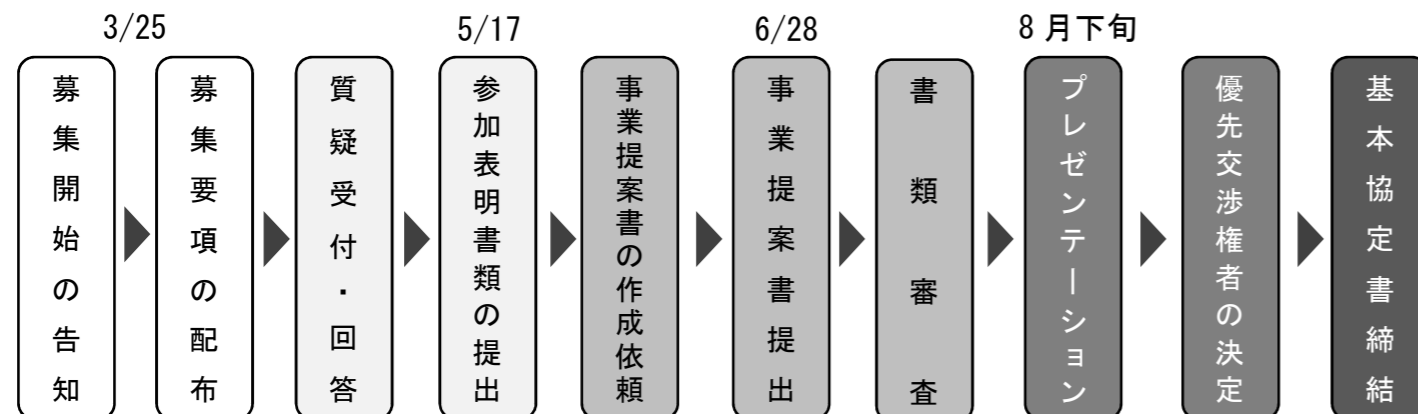 3/25
5/17
6/28
8月下旬
募集開始の告知
募集要項の配布
質疑受付・回答
参加表明書類の提出
事業提案書の作成依頼
事業提案書提出
書類審査
プレゼンテーション
優先交渉権者の決定
基本協定書締結